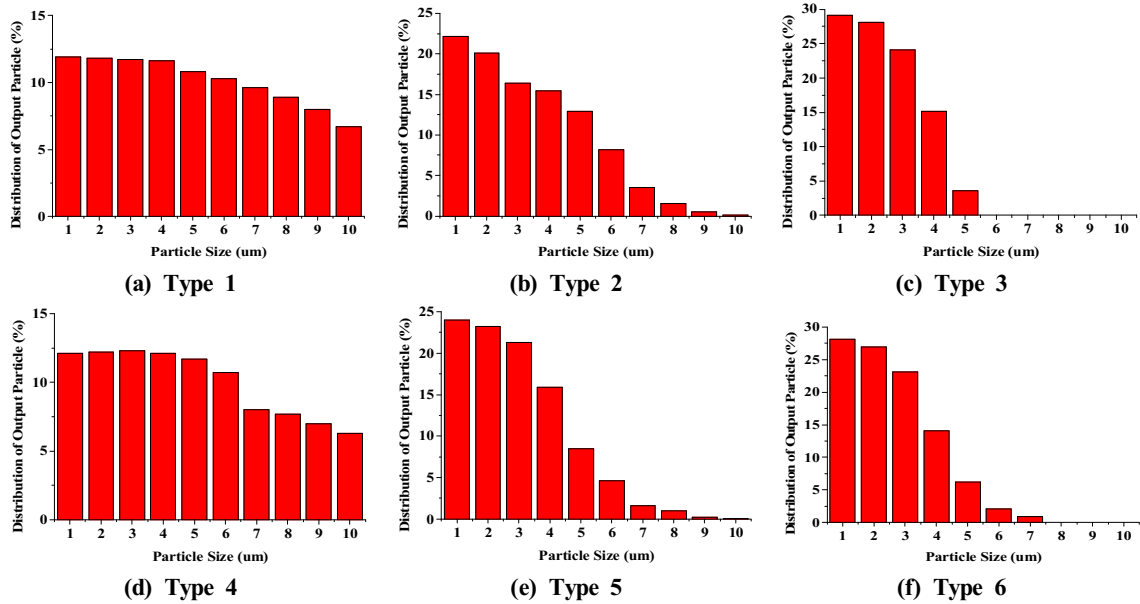 15
10
5
0
Distribution of Output Particle (%)
1 2 3 4 5 6 7 8 9 10
Particle Size (um)
(a) Type 1
25
20
15
10
5
0
Distribution of Output Particle (%)
1 2 3 4 5 6 7 8 9 10
Particle Size (um)
(b) Type 2
30
25
20
15
10
5
0
Distribution of Output Particle (%)
1 2 3 4 5 6 7 8 9 10
Particle Size (um)
(c) Type 3
15
10
5
0
Distribution of Output Particle (%)
1 2 3 4 5 6 7 8 9 10
Particle Size (um)
(d) Type 4
25
20
15
10
5
0
Distribution of Output Particle (%)
1 2 3 4 5 6 7 8 9 10
Particle Size (um)
(e) Type 5
30
25
20
15
10
5
0
Distribution of Output Particle (%)
1 2 3 4 5 6 7 8 9 10
Particle Size (um)
(f) Type 6